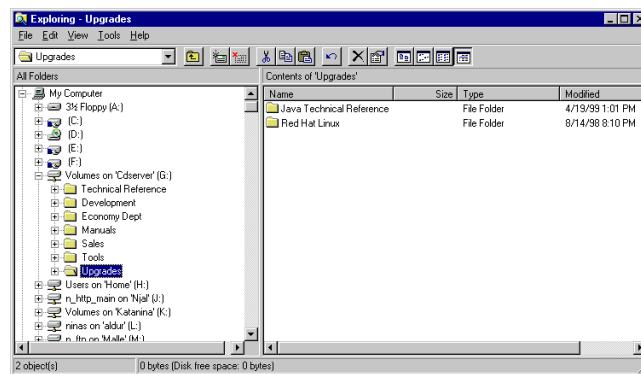 Exploring - Upgrades
File Edit View Tools Help
Upgrades
All Folders
Contents of 'Upgrades'
My Computer
3½ Floppy (A:)
(C:)
(D:)
(E:)
(F:)
Volumes on 'Cdserver' (G:)
Technical Reference
Development
Economy Dept
Manuals
Sales
Tools
Upgrades
Users on 'Home' (H:)
n_http_main on 'Njal' (J:)
Volumes on 'Katanina' (K:)
ninas on 'aldur' (L:)
n_ftp on 'Malle' (M:)
Name Size Type Modified
Java Technical Reference File Folder 4/19/99 1:01 PM
Red Hat Linux File Folder 8/14/98 8:10 PM
2 object(s) 0 bytes (Disk free space: 0 bytes)